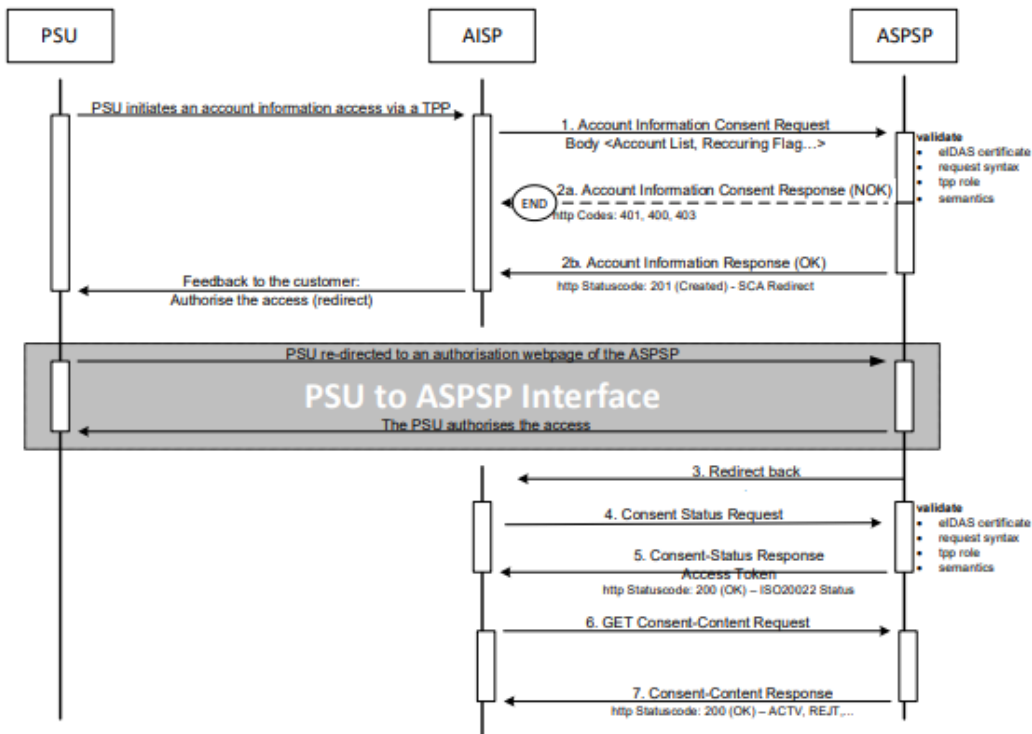 PSU
AISP
ASPSP
PSU initiates an account information access via a TPP
1. Account Information Consent Request
Body <Account List, Reccuring Flag...>
validate
• eIDAS certificate
• request syntax
• tpp role
• semantics
2a. Account Information Consent Response (NOK)
END
http Codes: 401, 400, 403
2b. Account Information Response (OK)
http Statuscode: 201 (Created) - SCA Redirect
Feedback to the customer:
Authorise the access (redirect)
PSU re-directed to an authorisation webpage of the ASPSP
PSU to ASPSP Interface
The PSU authorises the access
3. Redirect back
4. Consent Status Request
validate
• eIDAS certificate
• request syntax
• tpp role
• semantics
5. Consent-Status Response
Access Token
http Statuscode: 200 (OK) – ISO20022 Status
6. GET Consent-Content Request
7. Consent-Content Response
http Statuscode: 200 (OK) – ACTV, REJT,...